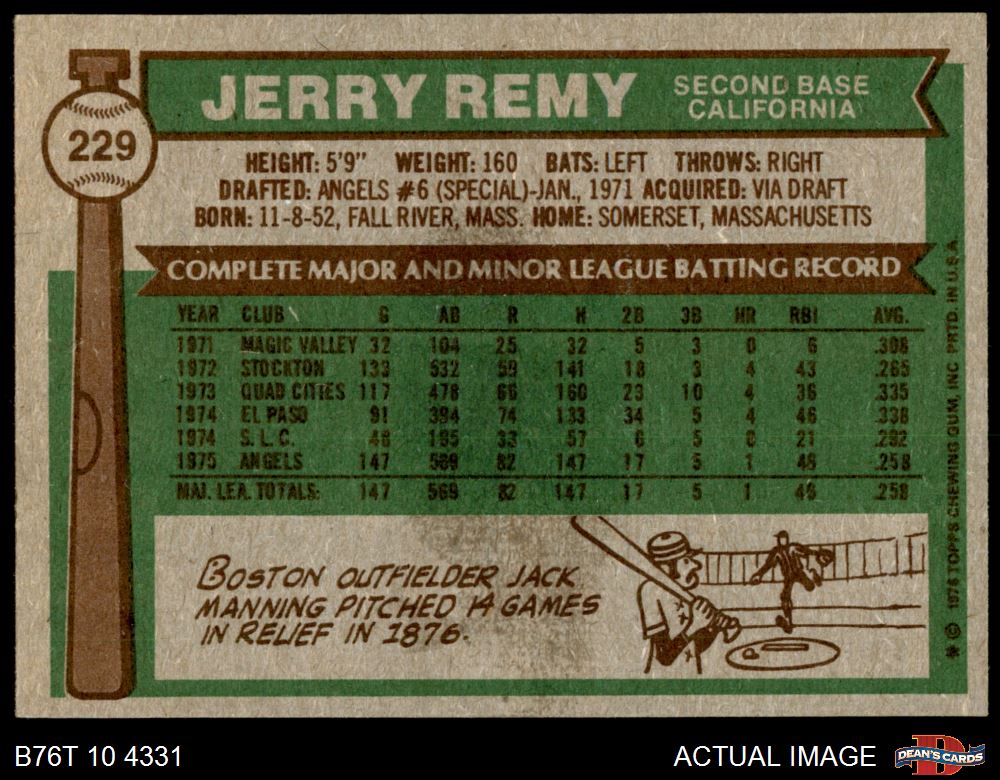 229
JERRY REMY
SECOND BASE
CALIFORNIA
HEIGHT: 5'9" WEIGHT: 160 BATS: LEFT THROWS: RIGHT
DRAFTED: ANGELS #6 (SPECIAL)-JAN., 1971 ACQUIRED: VIA DRAFT
BORN: 11-8-52, FALL RIVER, MASS. HOME: SOMERSET, MASSACHUSETTS
COMPLETE MAJOR AND MINOR LEAGUE BATTING RECORD
YEAR CLUB G AB R H 2B 3B HR RBI AVG.
1971 MAGIC VALLEY 32 104 25 32 5 3 0 6 .308
1972 STOCKTON 133 532 59 141 18 3 4 43 .265
1973 QUAD CITIES 117 478 66 160 23 10 4 36 .335
1974 EL PASO 91 394 74 133 34 5 4 46 .338
1974 S. L. C. 48 195 33 57 6 5 0 21 .292
1975 ANGELS 147 569 82 147 17 5 1 46 .258
MAJ. LEA. TOTALS: 147 569 82 147 17 5 1 46 .258
BOSTON OUTFIELDER JACK
MANNING PITCHED 14 GAMES
IN RELIEF IN 1876.
* © 1976 TOPPS CHEWING GUM, INC PRTD. IN U.S.A.
B76T 10 4331
ACTUAL IMAGE
DEAN'S CARDS